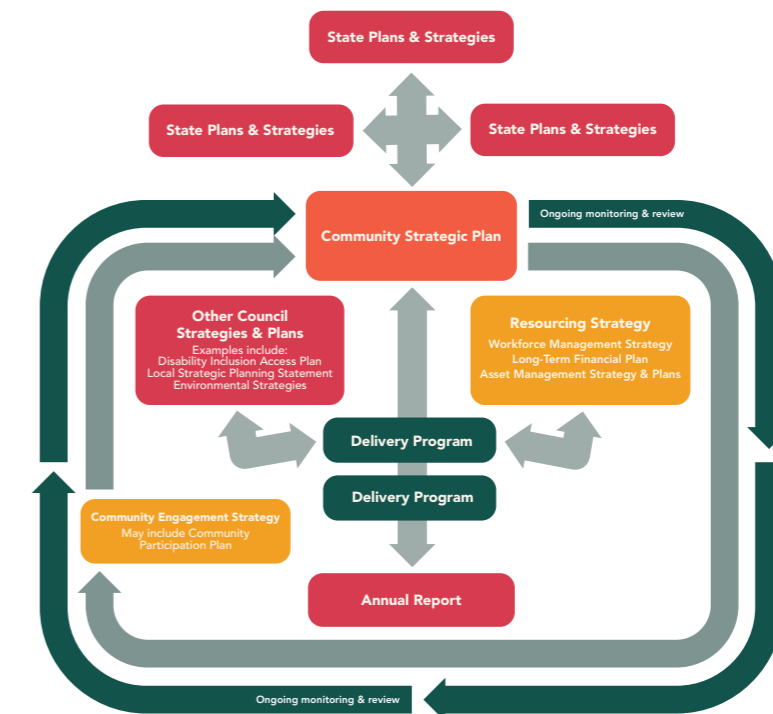 State Plans & Strategies
State Plans & Strategies
State Plans & Strategies
Community Strategic Plan
Ongoing monitoring & review
Other Council
Strategies & Plans
Examples include:
Disability Inclusion Access Plan
Local Strategic Planning Statement
Environmental Strategies
Resourcing Strategy
Workforce Management Strategy
Long-Term Financial Plan
Asset Management Strategy & Plans
Delivery Program
Delivery Program
Community Engagement Strategy
May include Community
Participation Plan
Annual Report
Ongoing monitoring & review